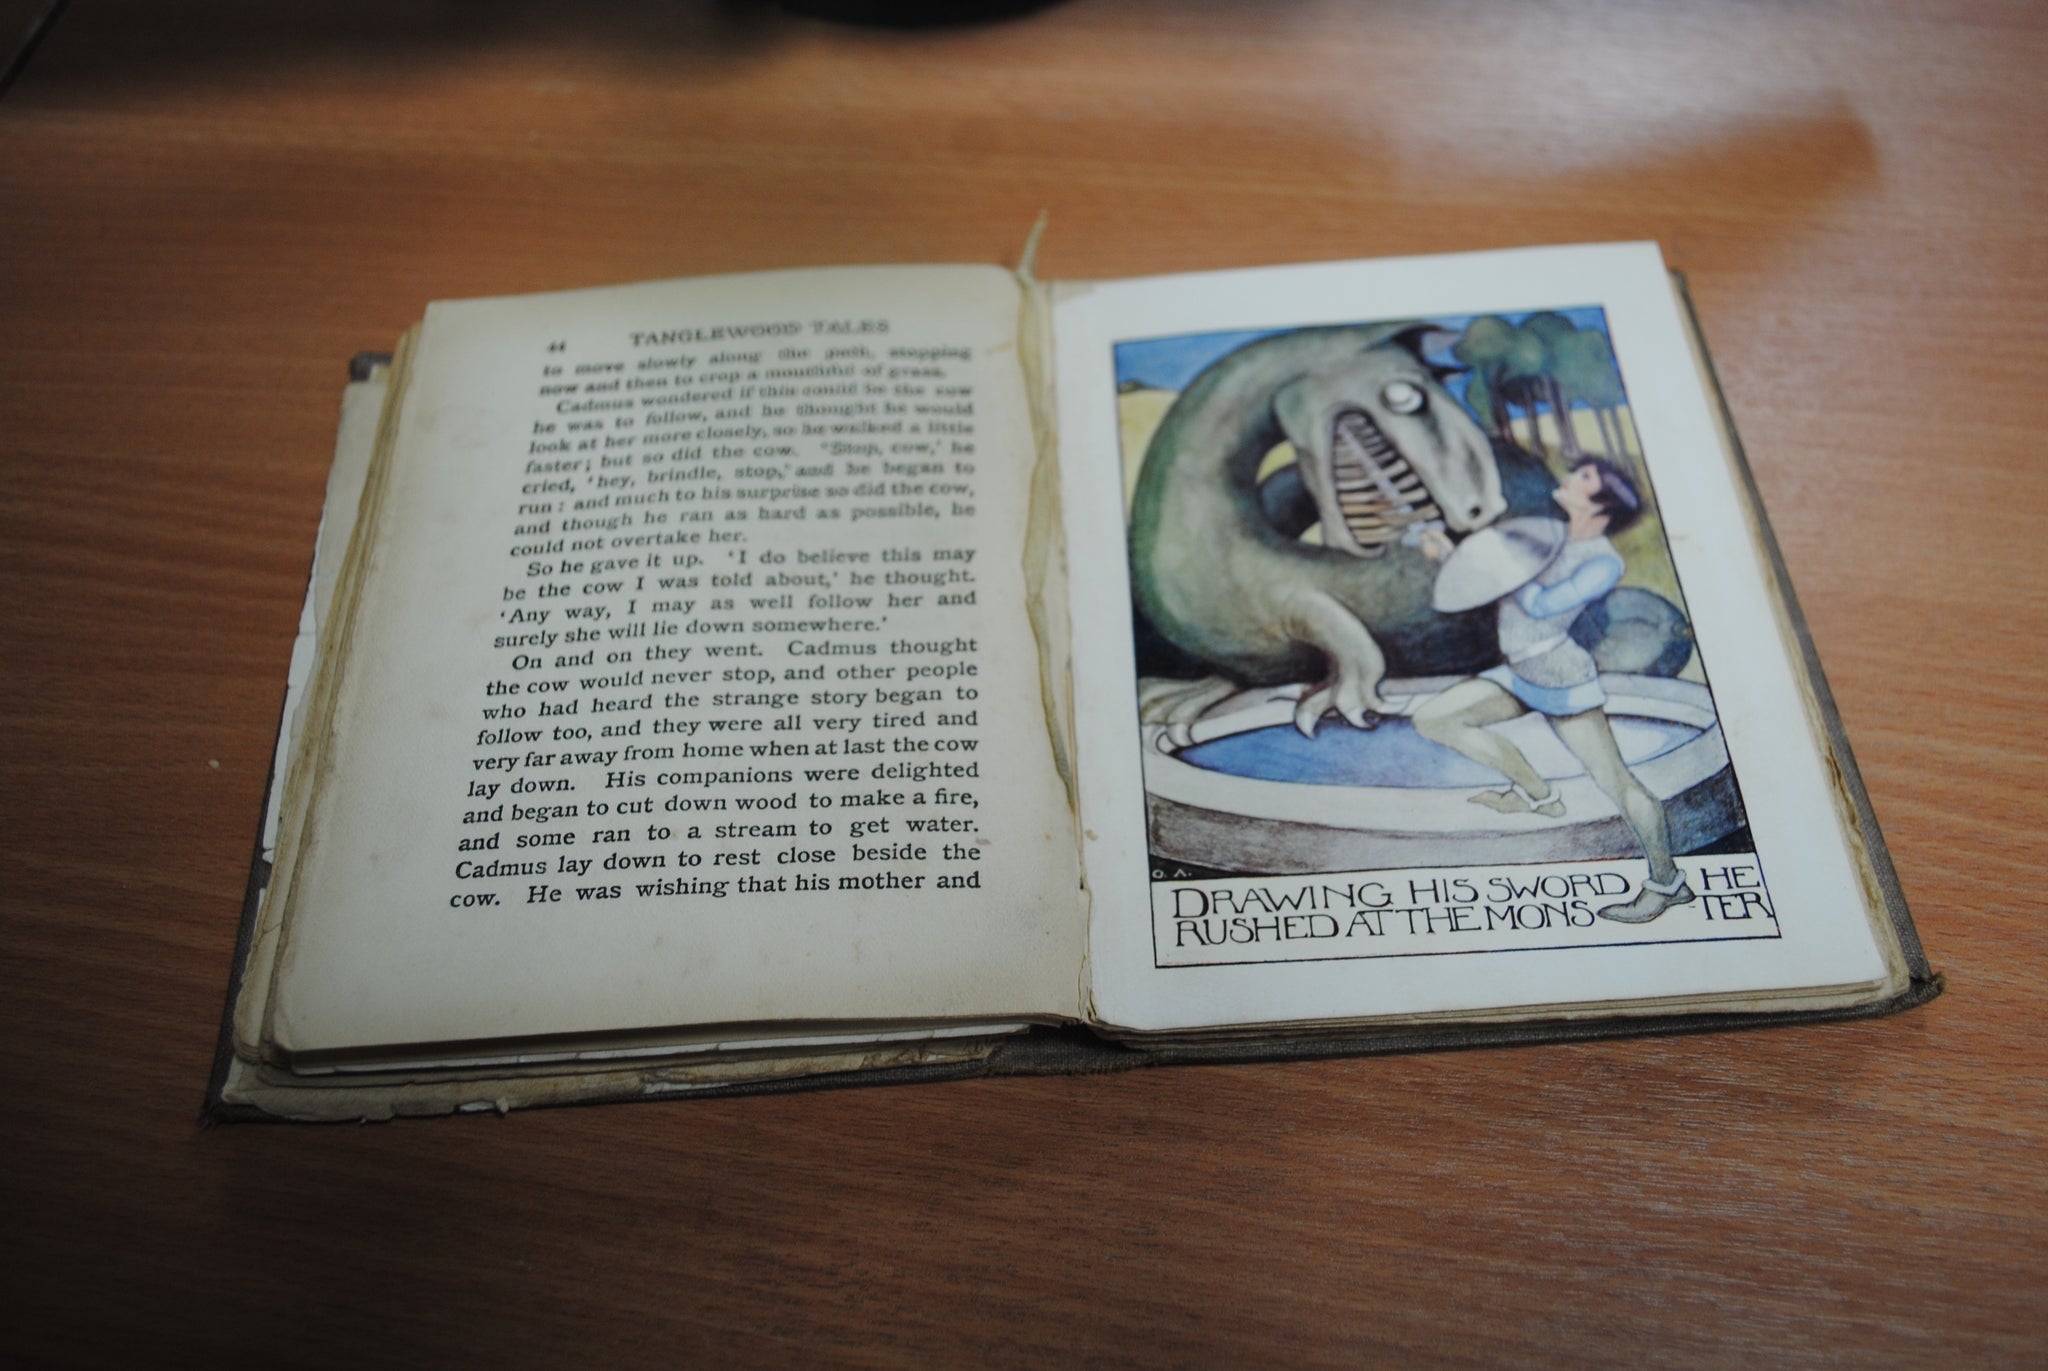 44 TANGLEWOOD TALES
to move slowly along the path, stopping
now and then to crop a mouthful of grass.
Cadmus wondered if this could be the cow
he was to follow, and he thought he would
look at her more closely, so he walked a little
faster; but so did the cow. 'Stop, cow,' he
cried, 'hey, brindle, stop,' and he began to
run: and much to his surprise so did the cow,
and though he ran as hard as possible, he
could not overtake her.
So he gave it up. 'I do believe this may
be the cow I was told about,' he thought.
'Any way, I may as well follow her and
surely she will lie down somewhere.'
On and on they went. Cadmus thought
the cow would never stop, and other people
who had heard the strange story began to
follow too, and they were all very tired and
very far away from home when at last the cow
lay down. His companions were delighted
and began to cut down wood to make a fire,
and some ran to a stream to get water.
Cadmus lay down to rest close beside the
cow. He was wishing that his mother and
O. A.
DRAWING HIS SWORD HE
RUSHED AT THE MONSTER